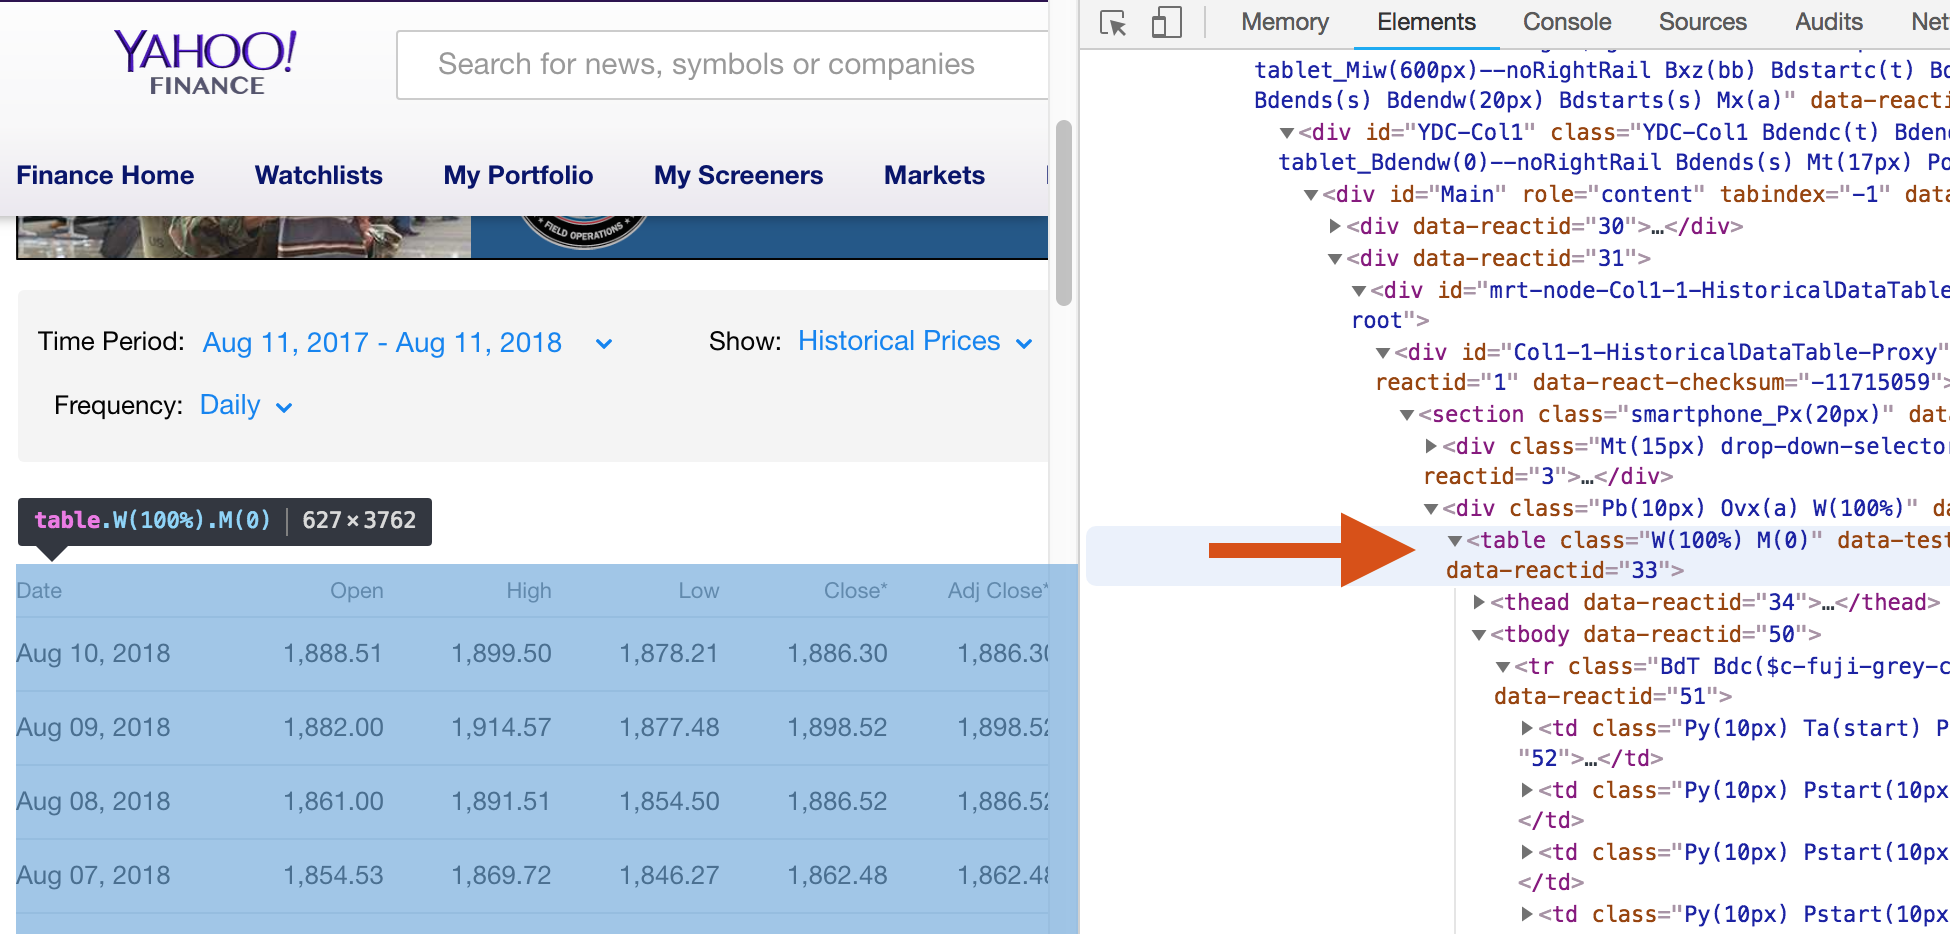 YAHOO!
FINANCE
Search for news, symbols or companies
Finance Home Watchlists My Portfolio My Screeners Markets
US
FIELD OPERATIONS
Time Period: Aug 11, 2017 - Aug 11, 2018 Show: Historical Prices
Frequency: Daily
table.W(100%).M(0) | 627×3762
Date Open High Low Close* Adj Close*
Aug 10, 2018 1,888.51 1,899.50 1,878.21 1,886.30 1,886.30
Aug 09, 2018 1,882.00 1,914.57 1,877.48 1,898.52 1,898.52
Aug 08, 2018 1,861.00 1,891.51 1,854.50 1,886.52 1,886.52
Aug 07, 2018 1,854.53 1,869.72 1,846.27 1,862.48 1,862.48
Memory Elements Console Sources Audits Net
tablet_Miw(600px)--noRightRail Bxz(bb) Bdstartc(t) Bd
Bdends(s) Bdendw(20px) Bdstarts(s) Mx(a)" data-reacti
▼<div id="YDC-Col1" class="YDC-Col1 Bdendc(t) Bden
tablet_Bdendw(0)--noRightRail Bdends(s) Mt(17px) Po
▼<div id="Main" role="content" tabindex="-1" data
▶<div data-reactid="30">…</div>
▼<div data-reactid="31">
▼<div id="mrt-node-Col1-1-HistoricalDataTable
root">
▼<div id="Col1-1-HistoricalDataTable-Proxy"
reactid="1" data-react-checksum="-11715059">
▼<section class="smartphone_Px(20px)" dat
▶<div class="Mt(15px) drop-down-selector
reactid="3">…</div>
▼<div class="Pb(10px) Ovx(a) W(100%)" da
▼<table class="W(100%) M(0)" data-test
data-reactid="33">
▶<thead data-reactid="34">…</thead>
▼<tbody data-reactid="50">
▼<tr class="BdT Bdc($c-fuji-grey-c
data-reactid="51">
▶<td class="Py(10px) Ta(start) P
"52">…</td>
▶<td class="Py(10px) Pstart(10px
</td>
▶<td class="Py(10px) Pstart(10px
</td>
▶<td class="Py(10px) Pstart(10px